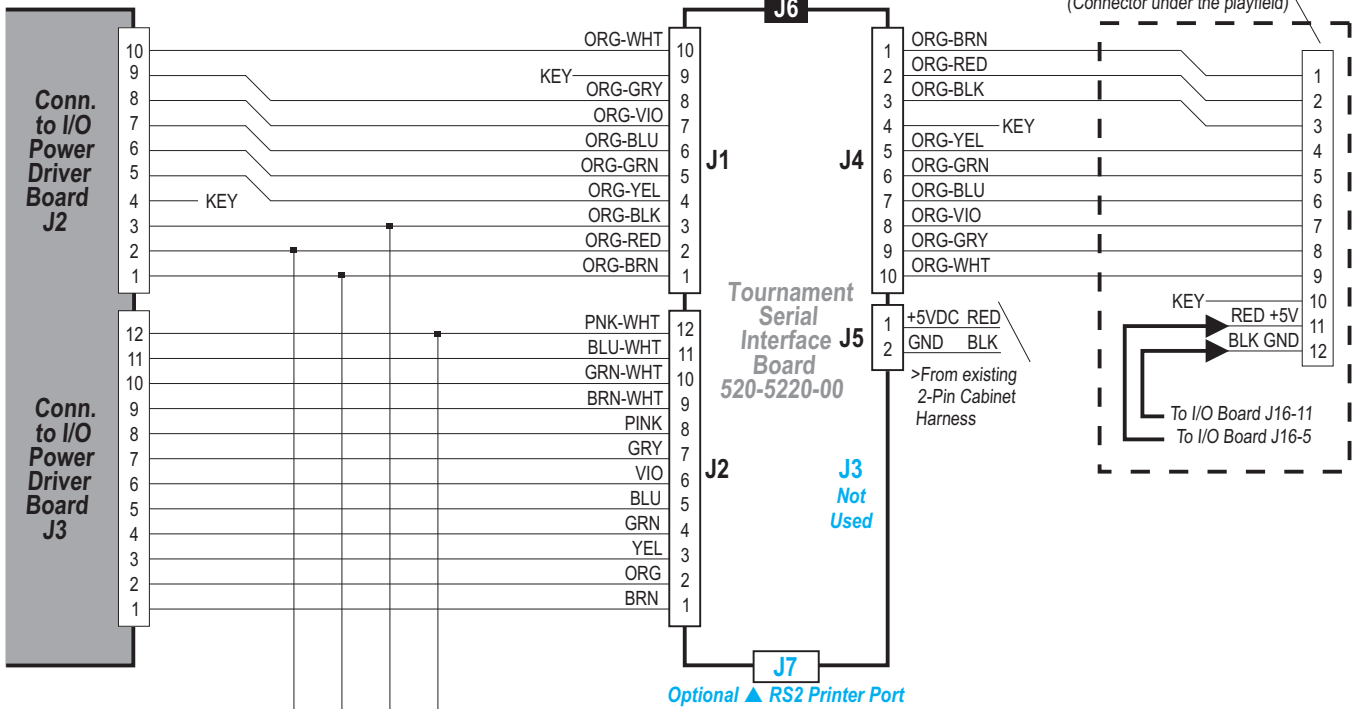 J6
(Connector under the playfield)
Conn.
to I/O
Power
Driver
Board
J2
10
9
8
7
6
5
4
3
2
1
KEY
ORG-WHT
KEY
ORG-GRY
ORG-VIO
ORG-BLU
ORG-GRN
ORG-YEL
ORG-BLK
ORG-RED
ORG-BRN
10
9
8
7
6
5
4
3
2
1
J1
Conn.
to I/O
Power
Driver
Board
J3
12
11
10
9
8
7
6
5
4
3
2
1
PNK-WHT
BLU-WHT
GRN-WHT
BRN-WHT
PINK
GRY
VIO
BLU
GRN
YEL
ORG
BRN
12
11
10
9
8
7
6
5
4
3
2
1
J2
Tournament
Serial
Interface
Board
520-5220-00
J4
1
2
3
4
5
6
7
8
9
10
ORG-BRN
ORG-RED
ORG-BLK
KEY
ORG-YEL
ORG-GRN
ORG-BLU
ORG-VIO
ORG-GRY
ORG-WHT
J5
1
2
+5VDC RED
GND BLK
>From existing
2-Pin Cabinet
Harness
J3
Not
Used
J7
Optional ▲ RS2 Printer Port
1
2
3
4
5
6
7
8
9
10
11
12
KEY
RED +5V
BLK GND
To I/O Board J16-11
To I/O Board J16-5